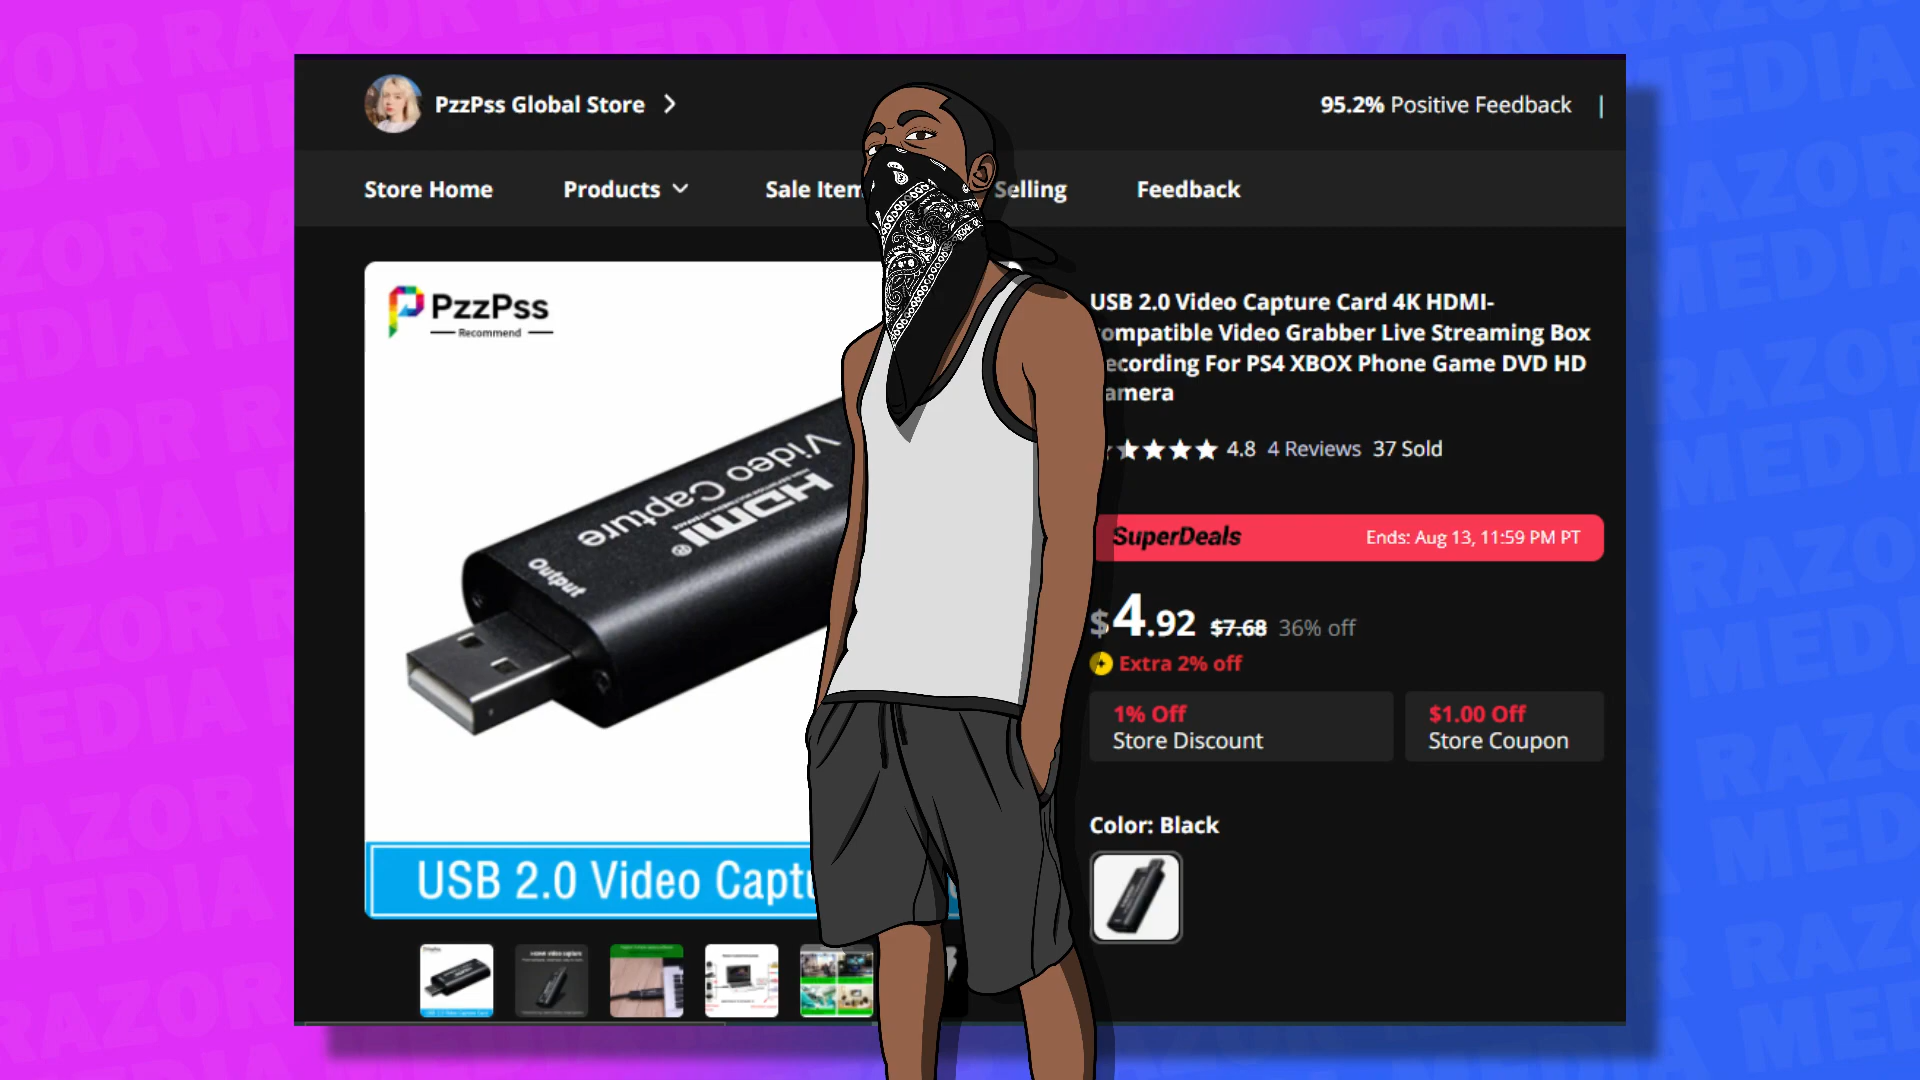 PzzPss Global Store
95.2% Positive Feedback
Store Home
Products
Sale Item
Selling
Feedback
PzzPss
Recommend
Video Capture
HDMI
Output
USB 2.0 Video Captu
USB 2.0 Video Capture Card 4K HDMI-
ompatible Video Grabber Live Streaming Box
ecording For PS4 XBOX Phone Game DVD HD
amera
4.8 4 Reviews 37 Sold
SuperDeals
Ends: Aug 13, 11:59 PM PT
$4.92 $7.68 36% off
Extra 2% off
1% Off
Store Discount
$1.00 Off
Store Coupon
Color: Black
RAZOR
MEDIA